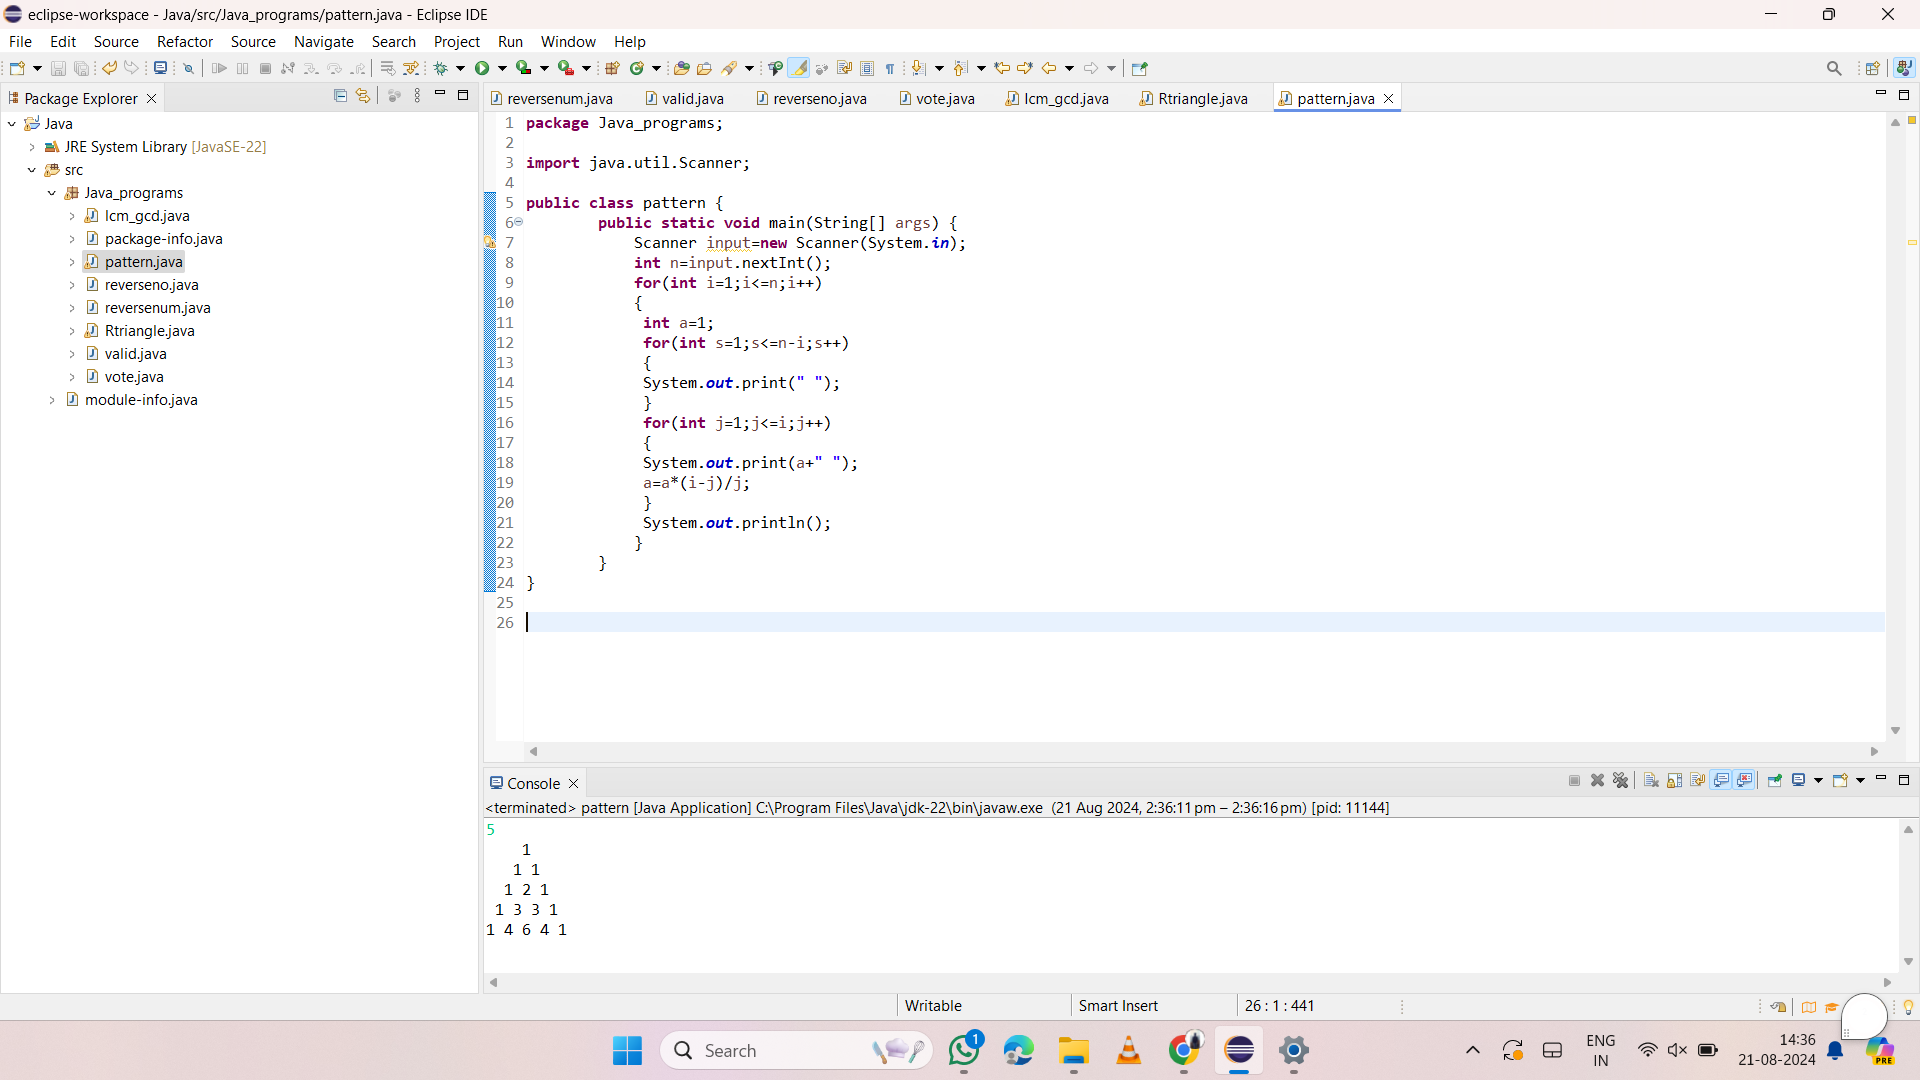 eclipse-workspace - Java/src/Java_programs/pattern.java - Eclipse IDE
File Edit Source Refactor Source Navigate Search Project Run Window Help
Package Explorer
Java
JRE System Library [JavaSE-22]
src
Java_programs
lcm_gcd.java
package-info.java
pattern.java
reverseno.java
reversenum.java
Rtriangle.java
valid.java
vote.java
module-info.java
reversenum.java valid.java reverseno.java vote.java lcm_gcd.java Rtriangle.java pattern.java
1 package Java_programs;
2
3 import java.util.Scanner;
4
5 public class pattern {
6 public static void main(String[] args) {
7 Scanner input=new Scanner(System.in);
8 int n=input.nextInt();
9 for(int i=1;i<=n;i++)
10 {
11 int a=1;
12 for(int s=1;s<=n-i;s++)
13 {
14 System.out.print(" ");
15 }
16 for(int j=1;j<=i;j++)
17 {
18 System.out.print(a+" ");
19 a=a*(i-j)/j;
20 }
21 System.out.println();
22 }
23 }
24 }
25
26
Console
<terminated> pattern [Java Application] C:\Program Files\Java\jdk-22\bin\javaw.exe (21 Aug 2024, 2:36:11 pm – 2:36:16 pm) [pid: 11144]
5
1
1 1
1 2 1
1 3 3 1
1 4 6 4 1
Writable Smart Insert 26 : 1 : 441
Search
1
ENG
IN
14:36
21-08-2024
PRE